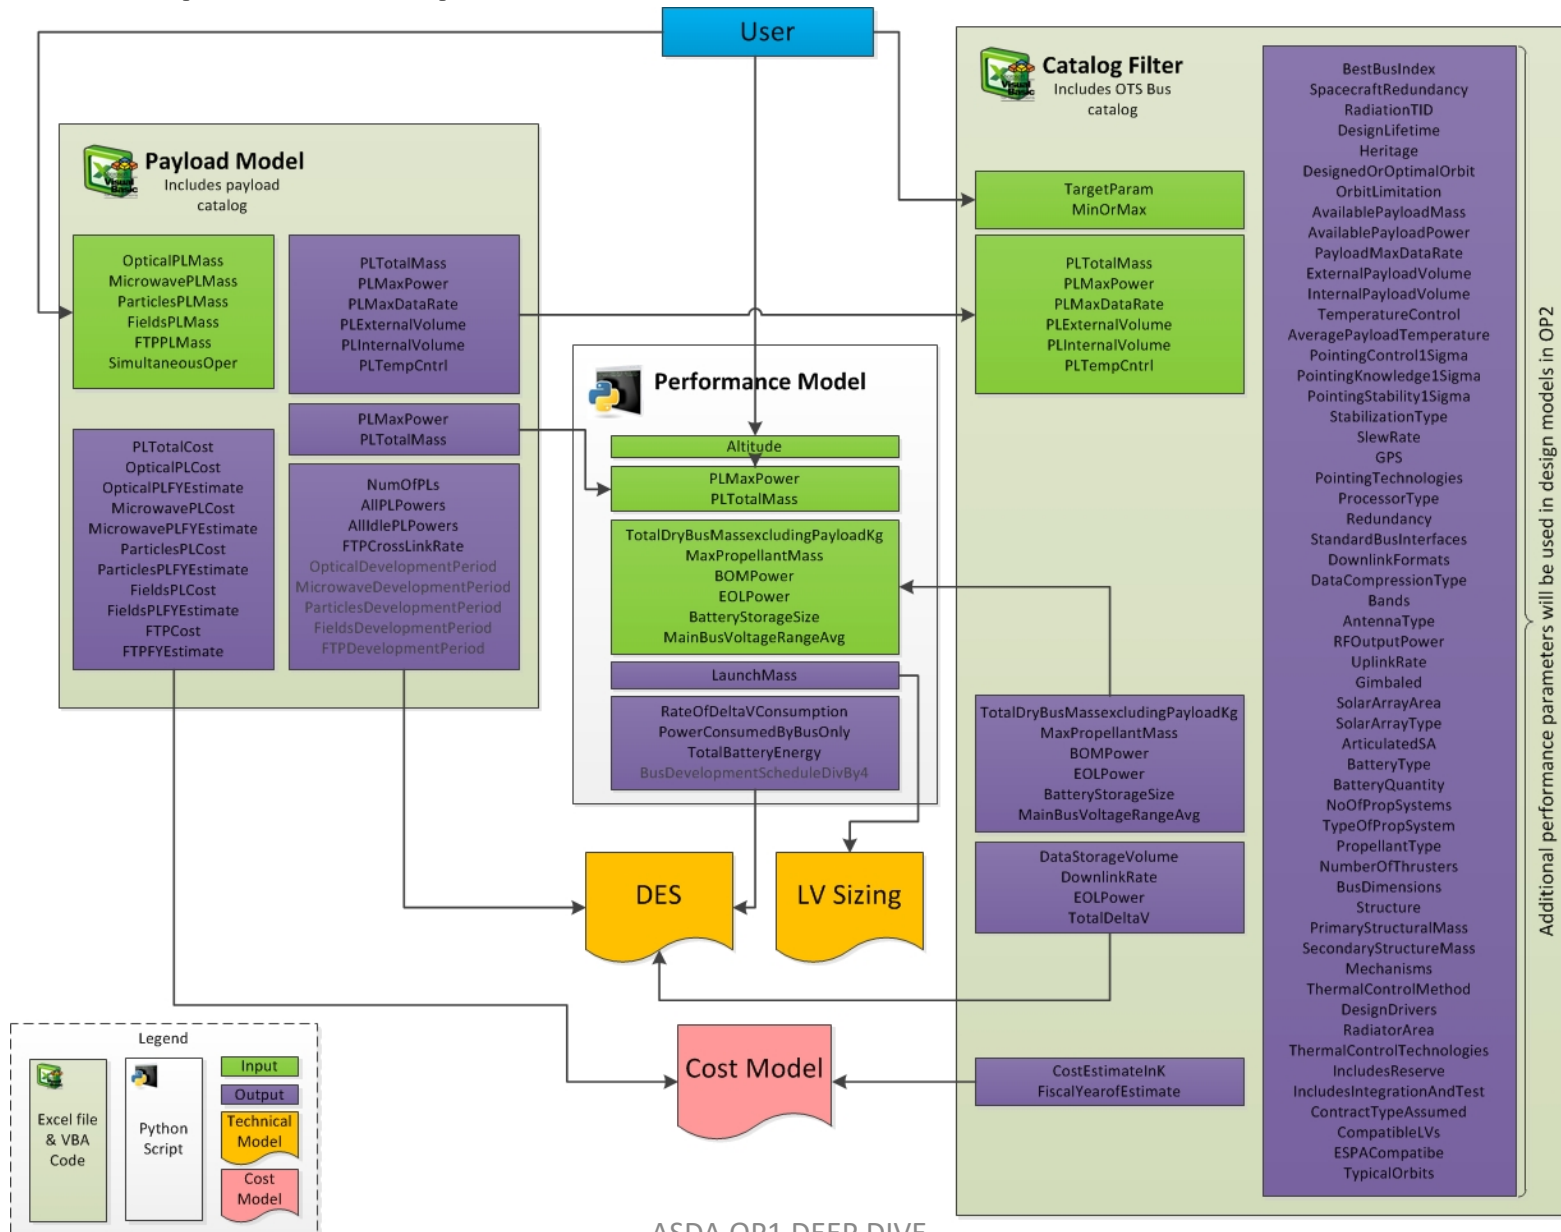 User
Payload Model
Includes payload
catalog
OpticalPLMass
MicrowavePLMass
ParticlesPLMass
FieldsPLMass
FTPPLMass
SimultaneousOper
PLTotalMass
PLMaxPower
PLMaxDataRate
PLExternalVolume
PLInternalVolume
PLTempCntrl
PLMaxPower
PLTotalMass
PLTotalCost
OpticalPLCost
OpticalPLFYEstimate
MicrowavePLCost
MicrowavePLFYEstimate
ParticlesPLCost
ParticlesPLFYEstimate
FieldsPLCost
FieldsPLFYEstimate
FTPCost
FTPFYEstimate
NumOfPLs
AllPLPowers
AllIdlePLPowers
FTPCrossLinkRate
OpticalDevelopmentPeriod
MicrowaveDevelopmentPeriod
ParticlesDevelopmentPeriod
FieldsDevelopmentPeriod
FTPDevelopmentPeriod
Performance Model
Altitude
PLMaxPower
PLTotalMass
TotalDryBusMassexcludingPayloadKg
MaxPropellantMass
BOMPower
EOLPower
BatteryStorageSize
MainBusVoltageRangeAvg
LaunchMass
RateOfDeltaVConsumption
PowerConsumedByBusOnly
TotalBatteryEnergy
BusDevelopmentScheduleDivBy4
DES
LV Sizing
Cost Model
Catalog Filter
Includes OTS Bus
catalog
TargetParam
MinOrMax
PLTotalMass
PLMaxPower
PLMaxDataRate
PLExternalVolume
PLInternalVolume
PLTempCntrl
TotalDryBusMassexcludingPayloadKg
MaxPropellantMass
BOMPower
EOLPower
BatteryStorageSize
MainBusVoltageRangeAvg
DataStorageVolume
DownlinkRate
EOLPower
TotalDeltaV
CostEstimateInK
FiscalYearofEstimate
BestBusIndex
SpacecraftRedundancy
RadiationTID
DesignLifetime
Heritage
DesignedOrOptimalOrbit
OrbitLimitation
AvailablePayloadMass
AvailablePayloadPower
PayloadMaxDataRate
ExternalPayloadVolume
InternalPayloadVolume
TemperatureControl
AveragePayloadTemperature
PointingControl1Sigma
PointingKnowledge1Sigma
PointingStability1Sigma
StabilizationType
SlewRate
GPS
PointingTechnologies
ProcessorType
Redundancy
StandardBusInterfaces
DownlinkFormats
DataCompressionType
Bands
AntennaType
RFOutputPower
UplinkRate
Gimbaled
SolarArrayArea
SolarArrayType
ArticulatedSA
BatteryType
BatteryQuantity
NoOfPropSystems
TypeOfPropSystem
PropellantType
NumberOfThrusters
BusDimensions
Structure
PrimaryStructuralMass
SecondaryStructureMass
Mechanisms
ThermalControlMethod
DesignDrivers
RadiatorArea
ThermalControlTechnologies
IncludesReserve
IncludesIntegrationAndTest
ContractTypeAssumed
CompatibleLVs
ESPACompatibe
TypicalOrbits
Additional performance parameters will be used in design models in OP2
Legend
Excel file
& VBA
Code
Python
Script
Input
Output
Technical
Model
Cost
Model